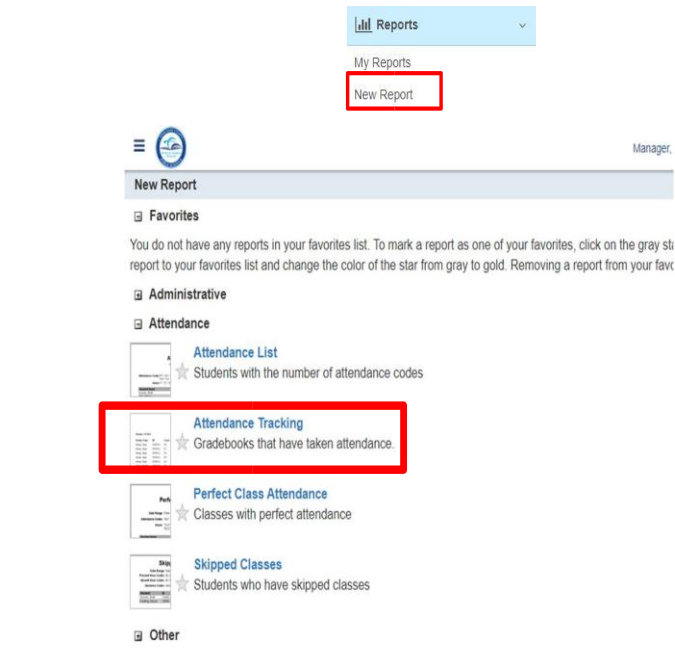 Reports
My Reports
New Report
Manager,
New Report
Favorites
You do not have any reports in your favorites list. To mark a report as one of your favorites, click on the gray sta
report to your favorites list and change the color of the star from gray to gold. Removing a report from your favo
Administrative
Attendance
Attendance List
Students with the number of attendance codes
Attendance Tracking
Gradebooks that have taken attendance.
Perfect Class Attendance
Classes with perfect attendance
Skipped Classes
Students who have skipped classes
Other